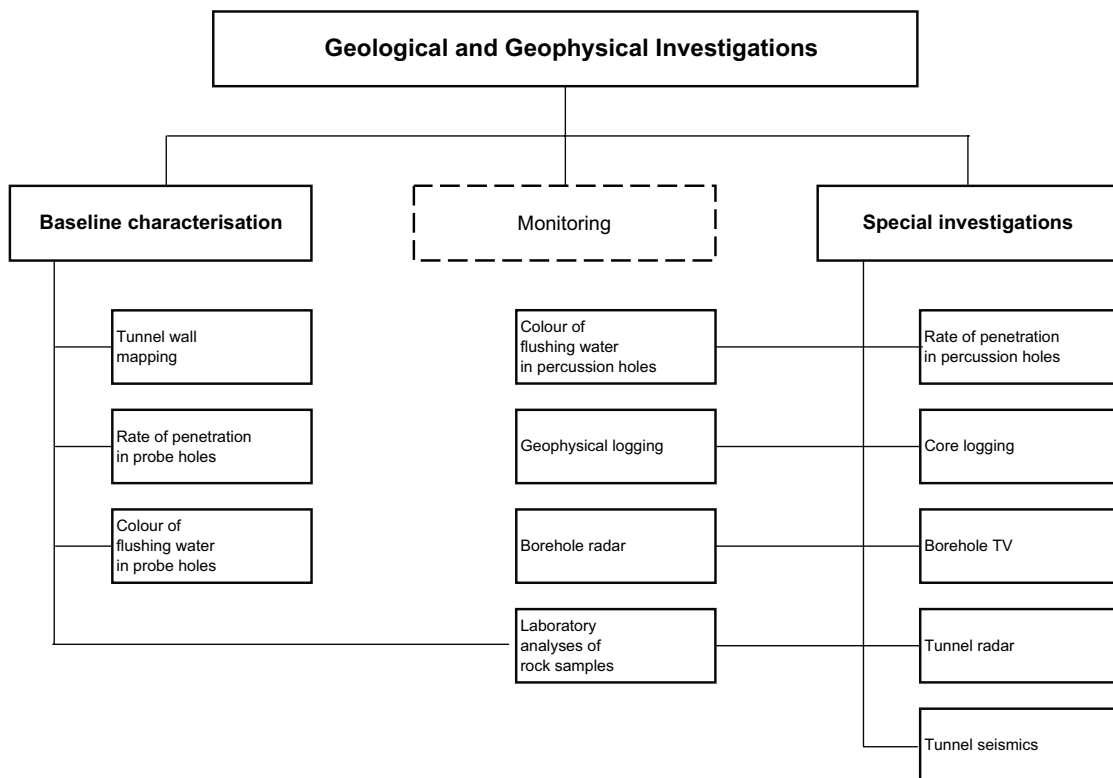 Geological and Geophysical Investigations
Baseline characterisation
Monitoring
Special investigations
Tunnel wall
mapping
Rate of penetration
in probe holes
Colour of
flushing water
in probe holes
Colour of
flushing water
in percussion holes
Geophysical logging
Borehole radar
Laboratory
analyses of
rock samples
Rate of penetration
in percussion holes
Core logging
Borehole TV
Tunnel radar
Tunnel seismics